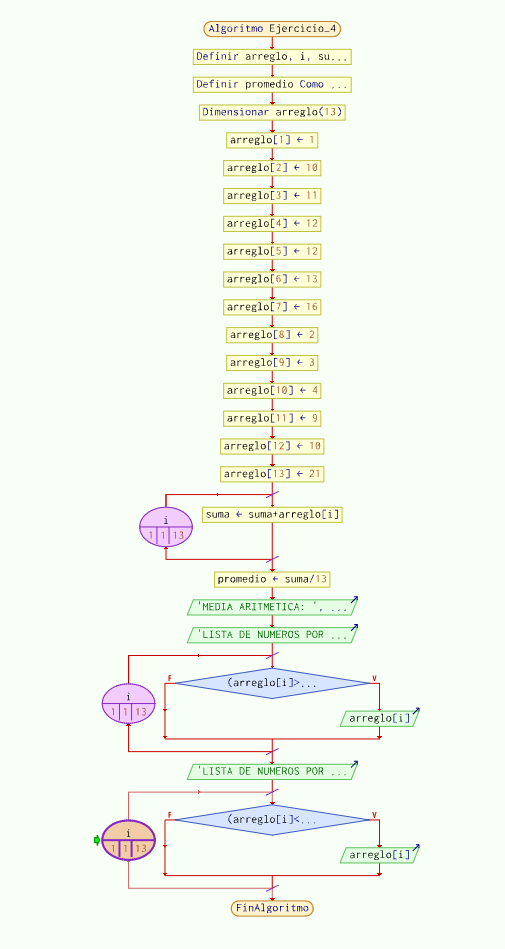 Algoritmo Ejercicio_4
Definir arreglo, i, su...
Definir promedio Como ...
Dimensionar arreglo(13)
arreglo[1] ← 1
arreglo[2] ← 10
arreglo[3] ← 11
arreglo[4] ← 12
arreglo[5] ← 12
arreglo[6] ← 13
arreglo[7] ← 16
arreglo[8] ← 2
arreglo[9] ← 3
arreglo[10] ← 4
arreglo[11] ← 9
arreglo[12] ← 10
arreglo[13] ← 21
i
1 1 13
suma ← suma+arreglo[i]
promedio ← suma/13
'MEDIA ARITMETICA: ', ...
'LISTA DE NUMEROS POR ...
F (arreglo[i]>... V
i
1 1 13
arreglo[i]
'LISTA DE NUMEROS POR ...
F (arreglo[i]<... V
i
1 1 13
arreglo[i]
FinAlgoritmo